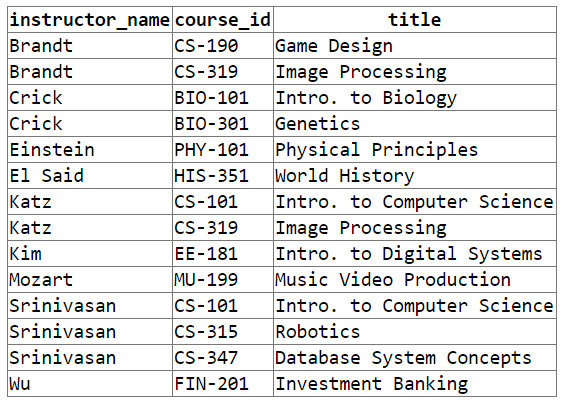 instructor_name course_id title
Brandt CS-190 Game Design
Brandt CS-319 Image Processing
Crick BIO-101 Intro. to Biology
Crick BIO-301 Genetics
Einstein PHY-101 Physical Principles
El Said HIS-351 World History
Katz CS-101 Intro. to Computer Science
Katz CS-319 Image Processing
Kim EE-181 Intro. to Digital Systems
Mozart MU-199 Music Video Production
Srinivasan CS-101 Intro. to Computer Science
Srinivasan CS-315 Robotics
Srinivasan CS-347 Database System Concepts
Wu FIN-201 Investment Banking